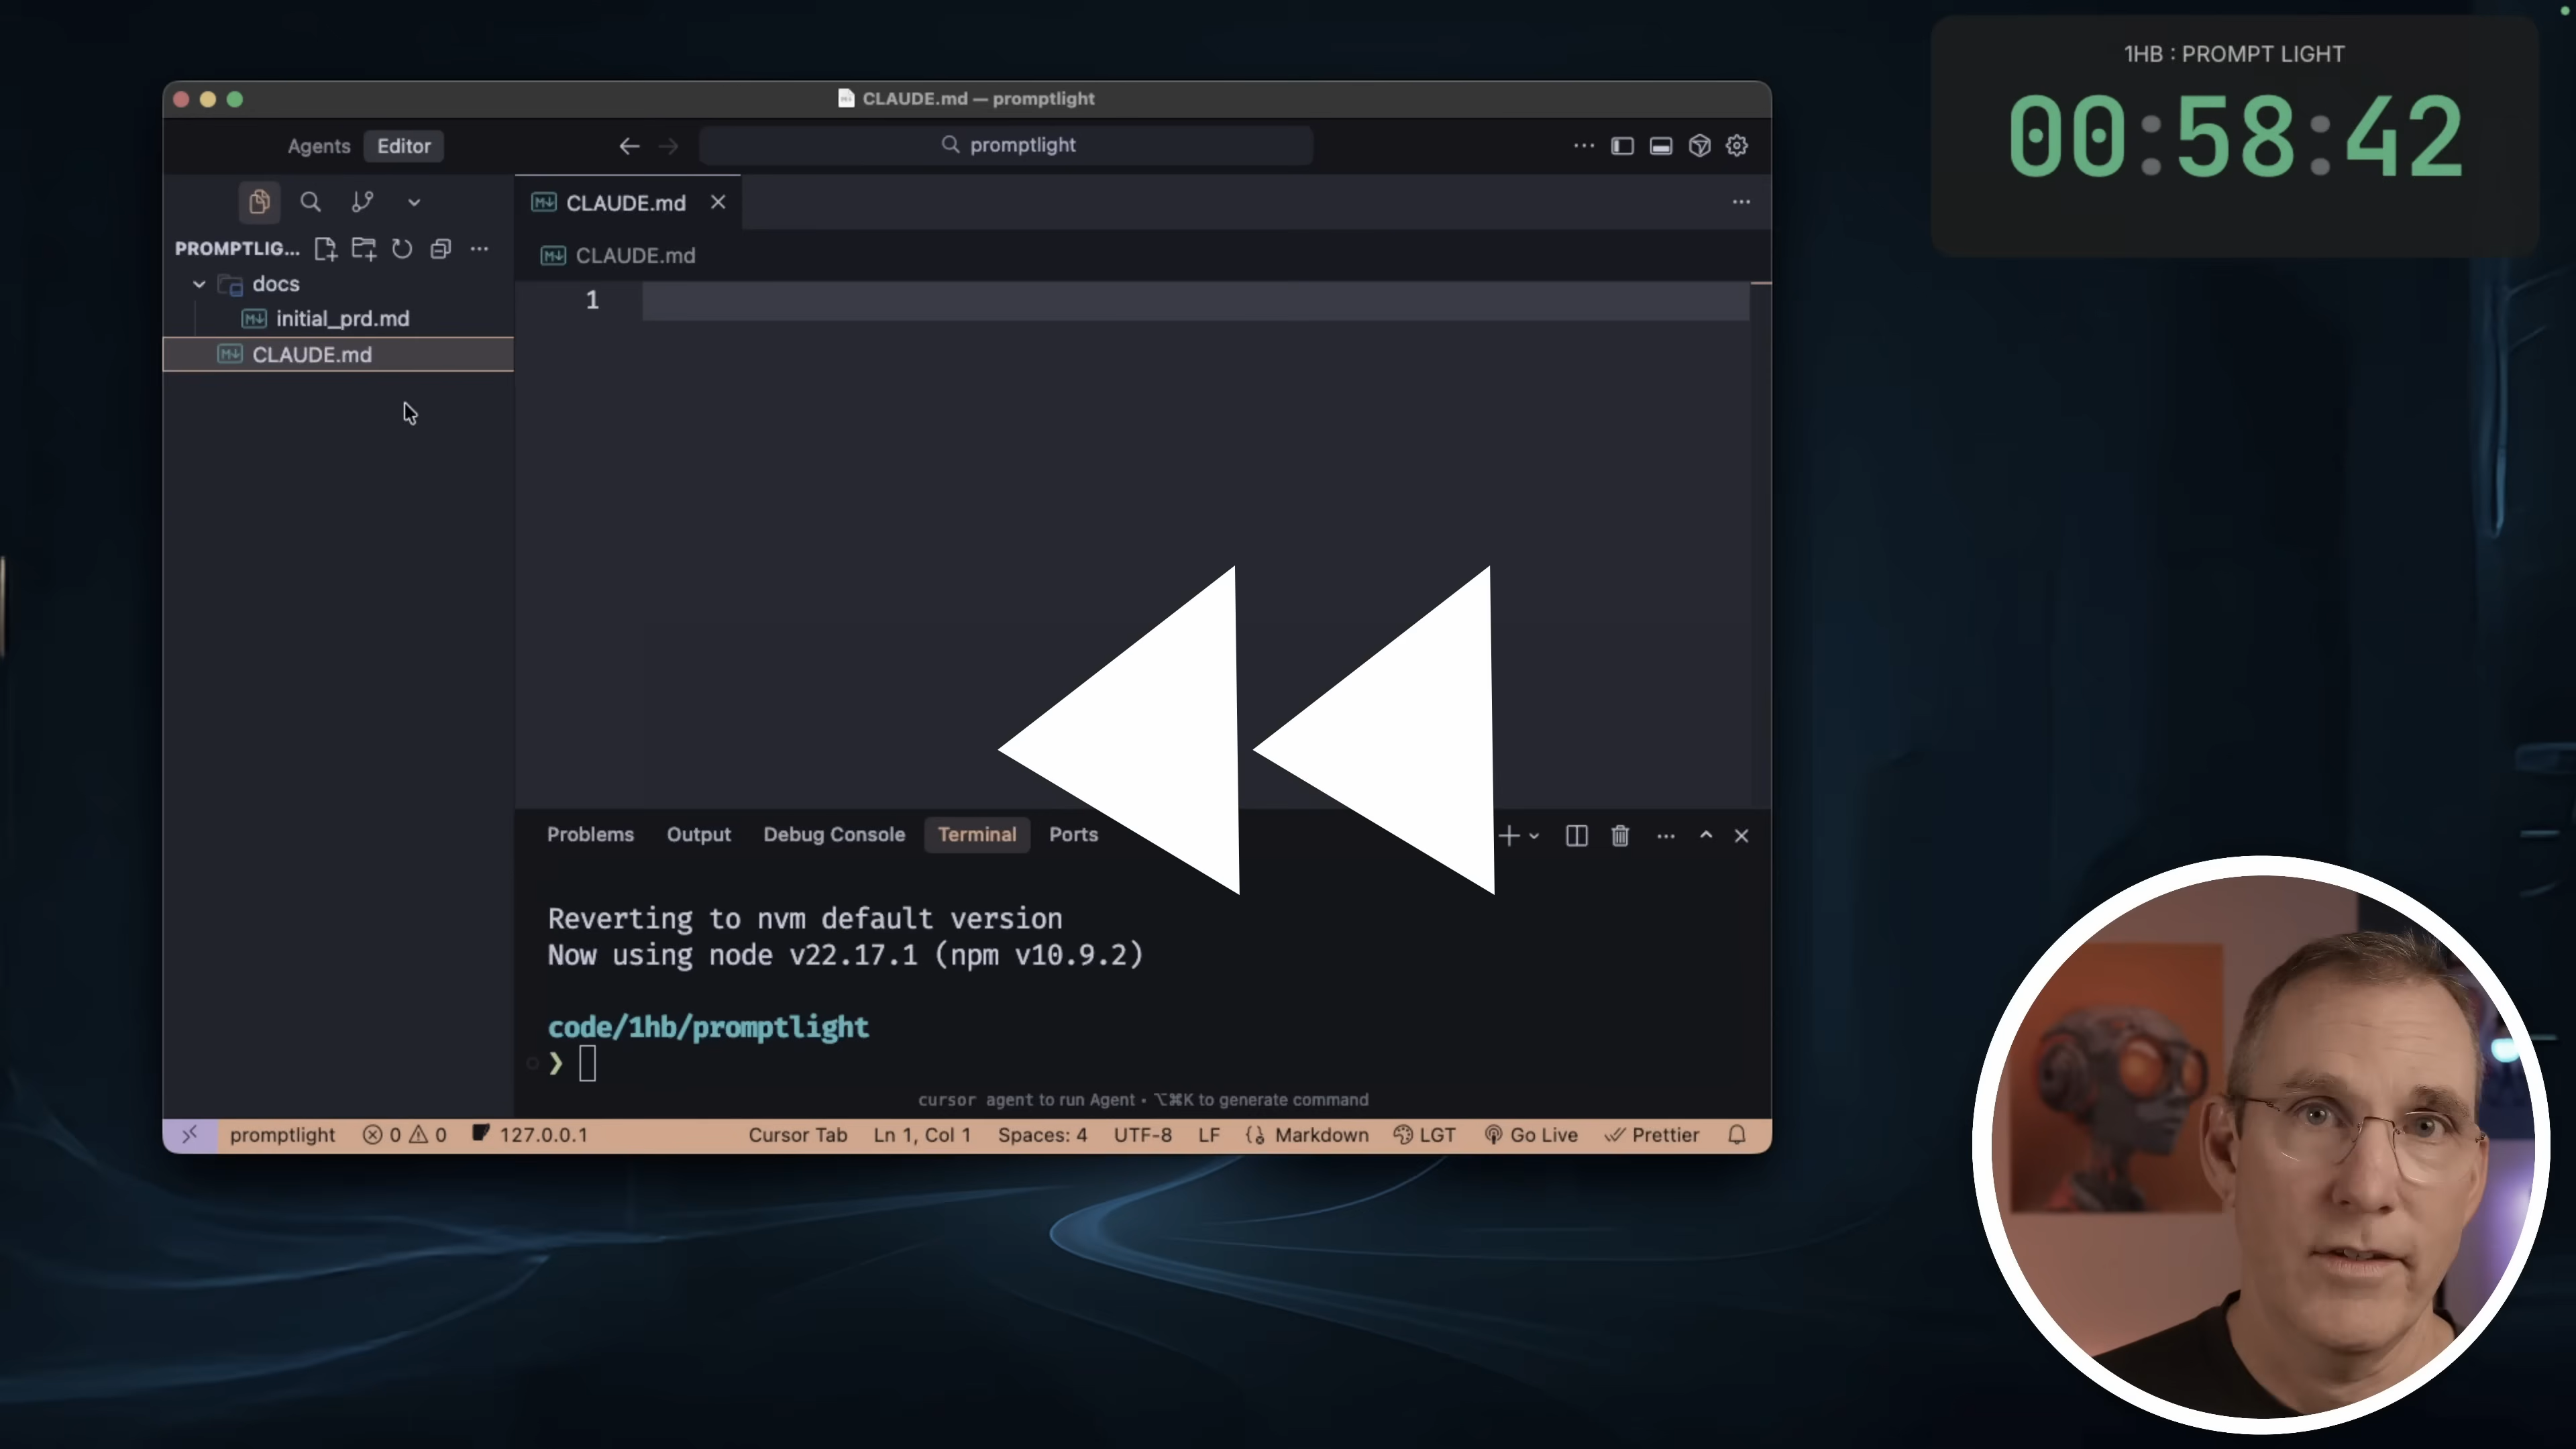 1HB : PROMPT LIGHT
00:58:42
CLAUDE.md — promptlight
Agents Editor
promptlight
CLAUDE.md
PROMPTLIG...
CLAUDE.md
docs
initial_prd.md
CLAUDE.md
1
Problems Output Debug Console Terminal Ports
Reverting to nvm default version
Now using node v22.17.1 (npm v10.9.2)
code/1hb/promptlight
❯
cursor agent to run Agent • ⌥⌘K to generate command
promptlight 0 0 127.0.0.1 Cursor Tab Ln 1, Col 1 Spaces: 4 UTF-8 LF Markdown LGT Go Live Prettier